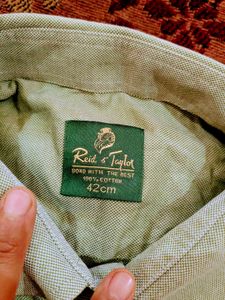 Reid & Taylor
BOND WITH THE BEST
100% COTTON
42cm